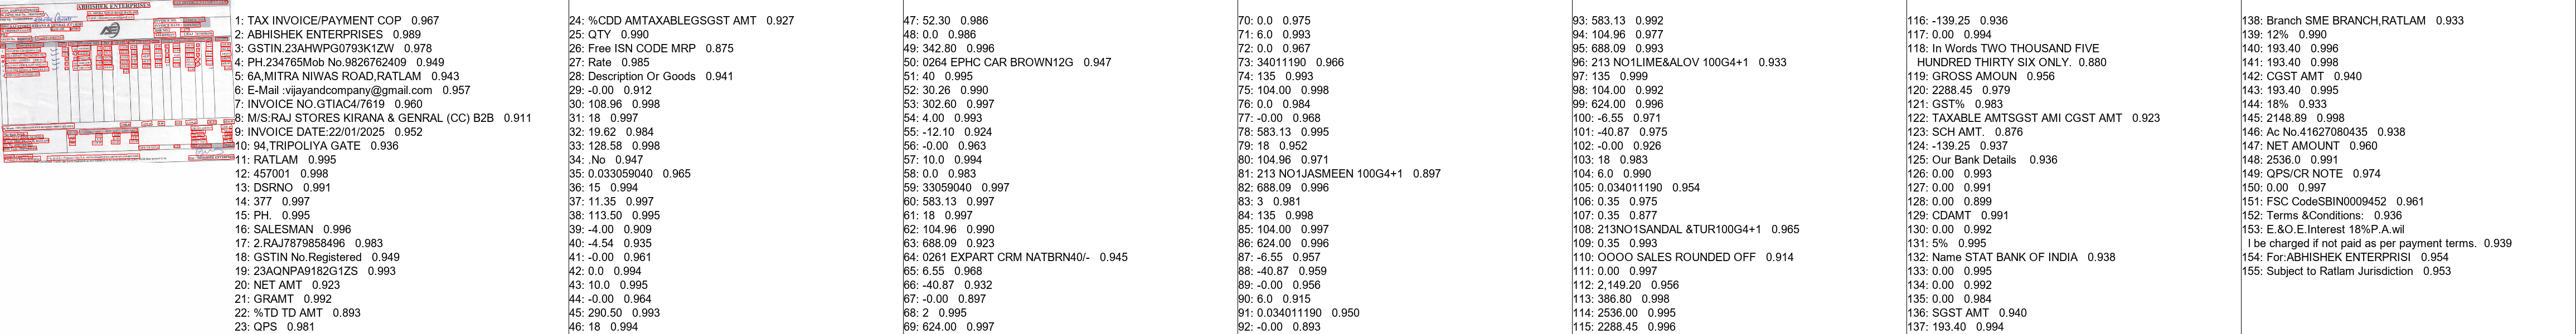 1: TAX INVOICE/PAYMENT COP 0.967
2: ABHISHEK ENTERPRISES 0.989
3: GSTIN.23AHWPG0793K1ZW 0.978
4: PH.234765Mob No.9826762409 0.949
5: 6A,MITRA NIWAS ROAD,RATLAM 0.943
6: E-Mail :vijayandcompany@gmail.com 0.957
7: INVOICE NO.GTIAC4/7619 0.960
8: M/S:RAJ STORES KIRANA & GENRAL (CC) B2B 0.911
9: INVOICE DATE:22/01/2025 0.952
10: 94,TRIPOLIYA GATE 0.936
11: RATLAM 0.995
12: 457001 0.998
13: DSRNO 0.991
14: 377 0.997
15: PH. 0.995
16: SALESMAN 0.996
17: 2.RAJ7879858496 0.983
18: GSTIN No.Registered 0.949
19: 23AQNPA9182G1ZS 0.993
20: NET AMT 0.923
21: GRAMT 0.992
22: %TD TD AMT 0.893
23: QPS 0.981
24: %CDD AMTAXABLEGSGST AMT 0.927
25: QTY 0.990
26: Free ISN CODE MRP 0.875
27: Rate 0.985
28: Description Or Goods 0.941
29: -0.00 0.912
30: 108.96 0.998
31: 18 0.997
32: 19.62 0.984
33: 128.58 0.998
34: .No 0.947
35: 0.033059040 0.965
36: 15 0.994
37: 11.35 0.997
38: 113.50 0.995
39: -4.00 0.909
40: -4.54 0.935
41: -0.00 0.961
42: 0.0 0.994
43: 10.0 0.995
44: -0.00 0.964
45: 290.50 0.993
46: 18 0.994
47: 52.30 0.986
48: 0.0 0.986
49: 342.80 0.996
50: 0264 EPHC CAR BROWN12G 0.947
51: 40 0.995
52: 30.26 0.990
53: 302.60 0.997
54: 4.00 0.993
55: -12.10 0.924
56: -0.00 0.963
57: 10.0 0.994
58: 0.0 0.983
59: 33059040 0.997
60: 583.13 0.997
61: 18 0.997
62: 104.96 0.990
63: 688.09 0.923
64: 0261 EXPART CRM NATBRN40/- 0.945
65: 6.55 0.968
66: -40.87 0.932
67: -0.00 0.897
68: 2 0.995
69: 624.00 0.997
70: 0.0 0.975
71: 6.0 0.993
72: 0.0 0.967
73: 34011190 0.966
74: 135 0.993
75: 104.00 0.998
76: 0.0 0.984
77: -0.00 0.968
78: 583.13 0.995
79: 18 0.952
80: 104.96 0.971
81: 213 NO1JASMEEN 100G4+1 0.897
82: 688.09 0.996
83: 3 0.981
84: 135 0.998
85: 104.00 0.997
86: 624.00 0.996
87: -6.55 0.957
88: -40.87 0.959
89: -0.00 0.956
90: 6.0 0.915
91: 0.034011190 0.950
92: -0.00 0.893
93: 583.13 0.992
94: 104.96 0.977
95: 688.09 0.993
96: 213 NO1LIME&ALOV 100G4+1 0.933
97: 135 0.999
98: 104.00 0.992
99: 624.00 0.996
100: -6.55 0.971
101: -40.87 0.975
102: -0.00 0.926
103: 18 0.983
104: 6.0 0.990
105: 0.034011190 0.954
106: 0.35 0.975
107: 0.35 0.877
108: 213NO1SANDAL &TUR100G4+1 0.965
109: 0.35 0.993
110: OOOO SALES ROUNDED OFF 0.914
111: 0.00 0.997
112: 2,149.20 0.956
113: 386.80 0.998
114: 2536.00 0.995
115: 2288.45 0.996
116: -139.25 0.936
117: 0.00 0.994
118: In Words TWO THOUSAND FIVE
HUNDRED THIRTY SIX ONLY. 0.880
119: GROSS AMOUN 0.956
120: 2288.45 0.979
121: GST% 0.983
122: TAXABLE AMTSGST AMI CGST AMT 0.923
123: SCH AMT. 0.876
124: -139.25 0.937
125: Our Bank Details 0.936
126: 0.00 0.993
127: 0.00 0.991
128: 0.00 0.899
129: CDAMT 0.991
130: 0.00 0.992
131: 5% 0.995
132: Name STAT BANK OF INDIA 0.938
133: 0.00 0.995
134: 0.00 0.992
135: 0.00 0.984
136: SGST AMT 0.940
137: 193.40 0.994
138: Branch SME BRANCH,RATLAM 0.933
139: 12% 0.990
140: 193.40 0.996
141: 193.40 0.998
142: CGST AMT 0.940
143: 193.40 0.995
144: 18% 0.933
145: 2148.89 0.998
146: Ac No.41627080435 0.938
147: NET AMOUNT 0.960
148: 2536.0 0.991
149: QPS/CR NOTE 0.974
150: 0.00 0.997
151: FSC CodeSBIN0009452 0.961
152: Terms &Conditions: 0.936
153: E.&O.E.Interest 18%P.A.wil
l be charged if not paid as per payment terms. 0.939
154: For:ABHISHEK ENTERPRISI 0.954
155: Subject to Ratlam Jurisdiction 0.953